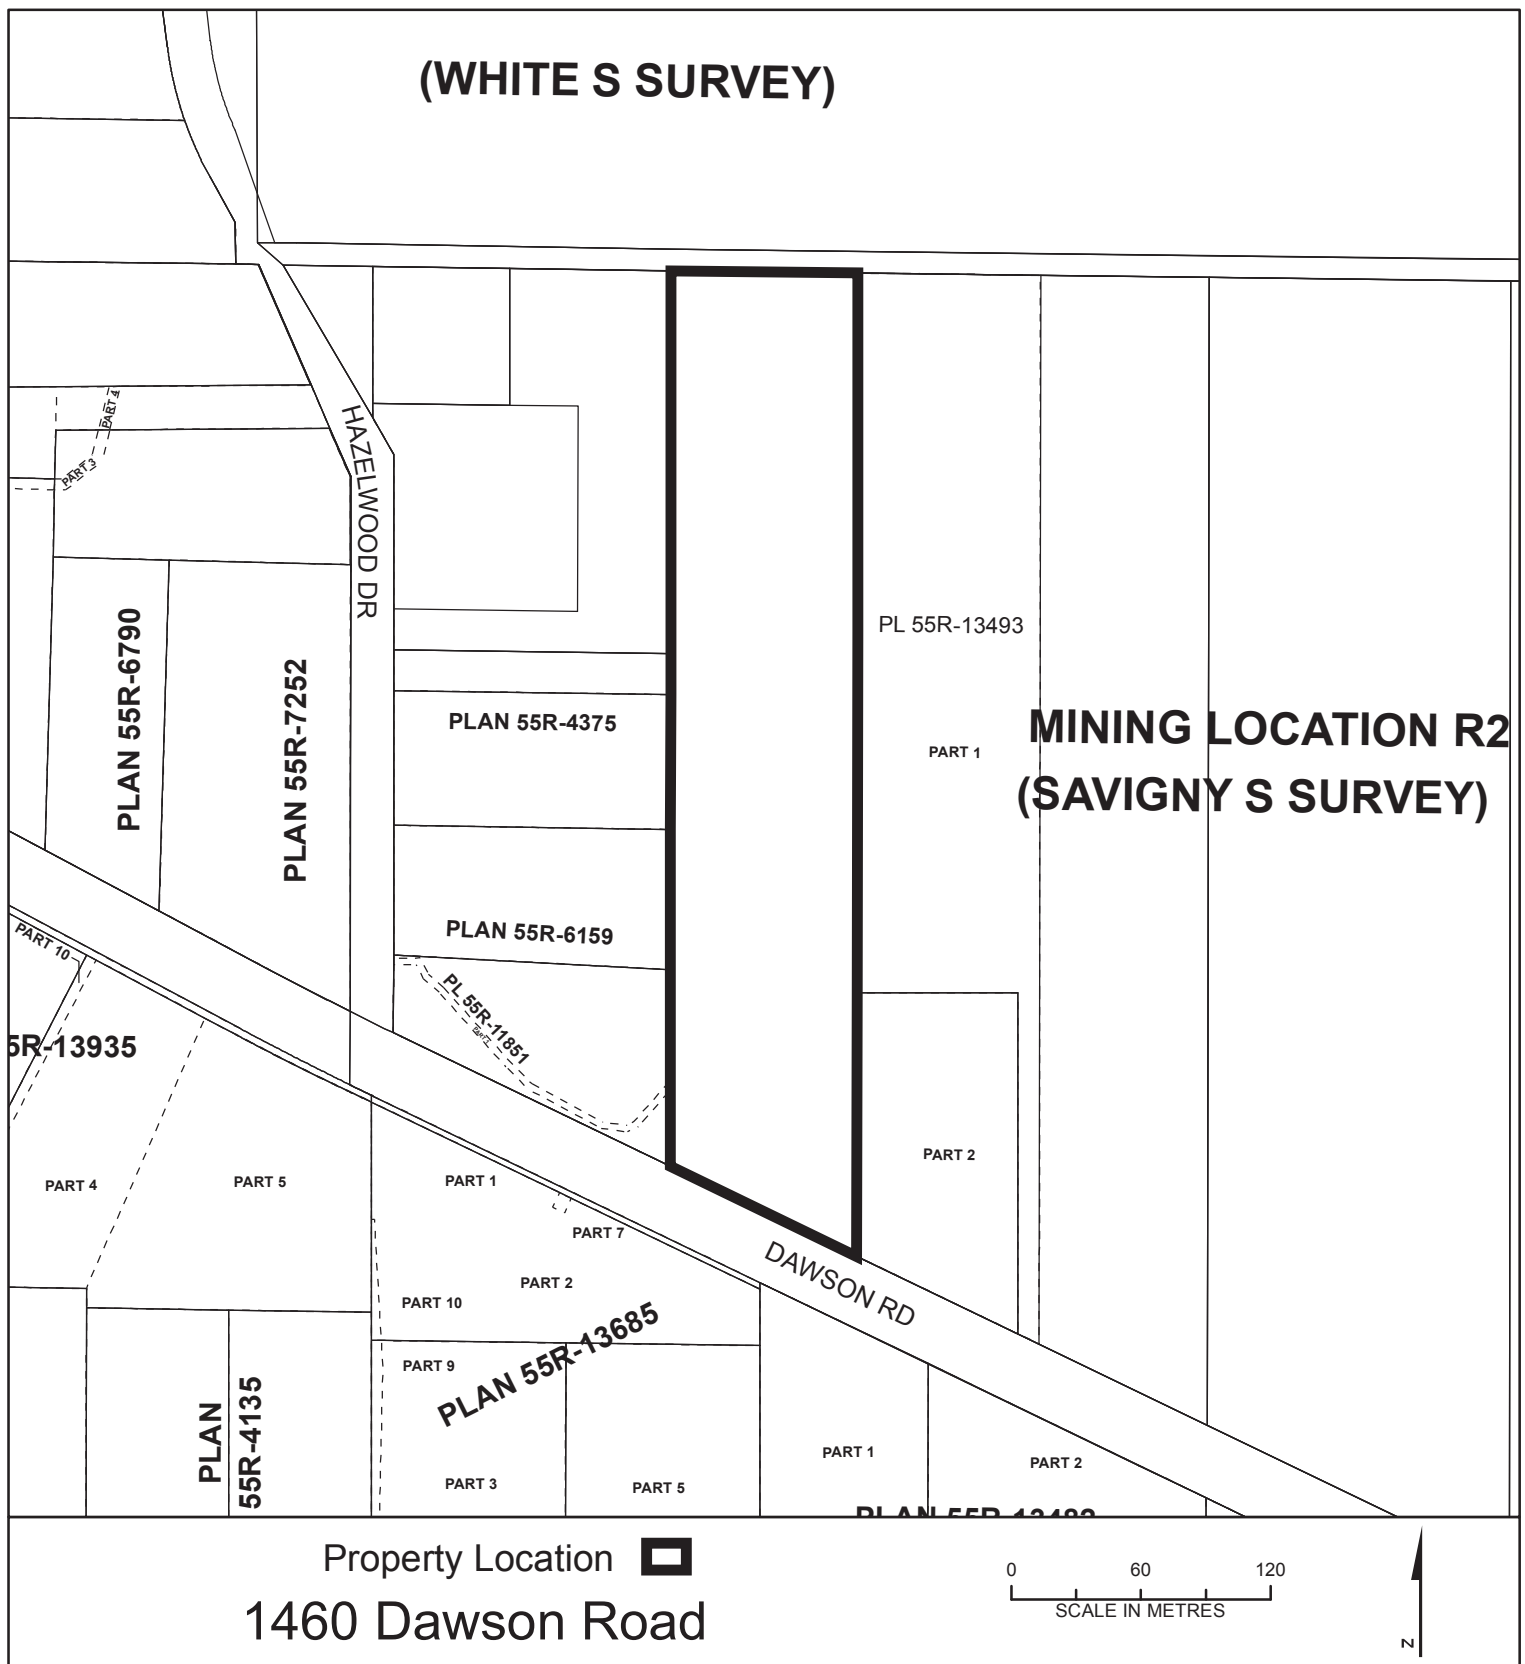 (WHITE S SURVEY)
PART 4
PART 3
HAZELWOOD DR
PLAN 55R-6790
PLAN 55R-7252
PL 55R-13493
PLAN 55R-4375
PART 1
MINING LOCATION R2
(SAVIGNY S SURVEY)
PLAN 55R-6159
PART 10
PL 55R-11851
5R-13935
PART 2
PART 4
PART 5
PART 1
PART 7
DAWSON RD
PART 2
PART 10
PLAN 55R-13685
PART 9
PLAN
55R-4135
PART 3
PART 5
PART 1
PART 2
Property Location
1460 Dawson Road
0 60 120
SCALE IN METRES
N